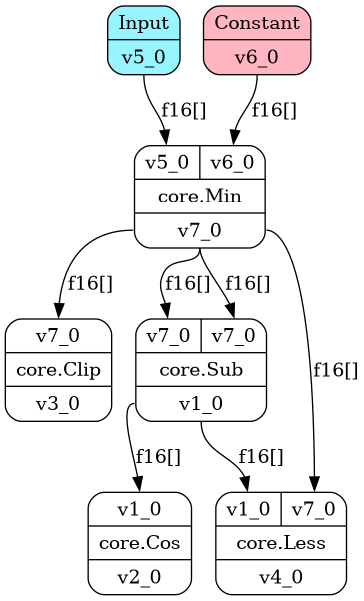 Input
v5_0
Constant
v6_0
f16[]
f16[]
v5_0 v6_0
core.Min
v7_0
f16[]
f16[]
f16[]
f16[]
v7_0
core.Clip
v3_0
v7_0 v7_0
core.Sub
v1_0
f16[]
f16[]
v1_0
core.Cos
v2_0
v1_0 v7_0
core.Less
v4_0